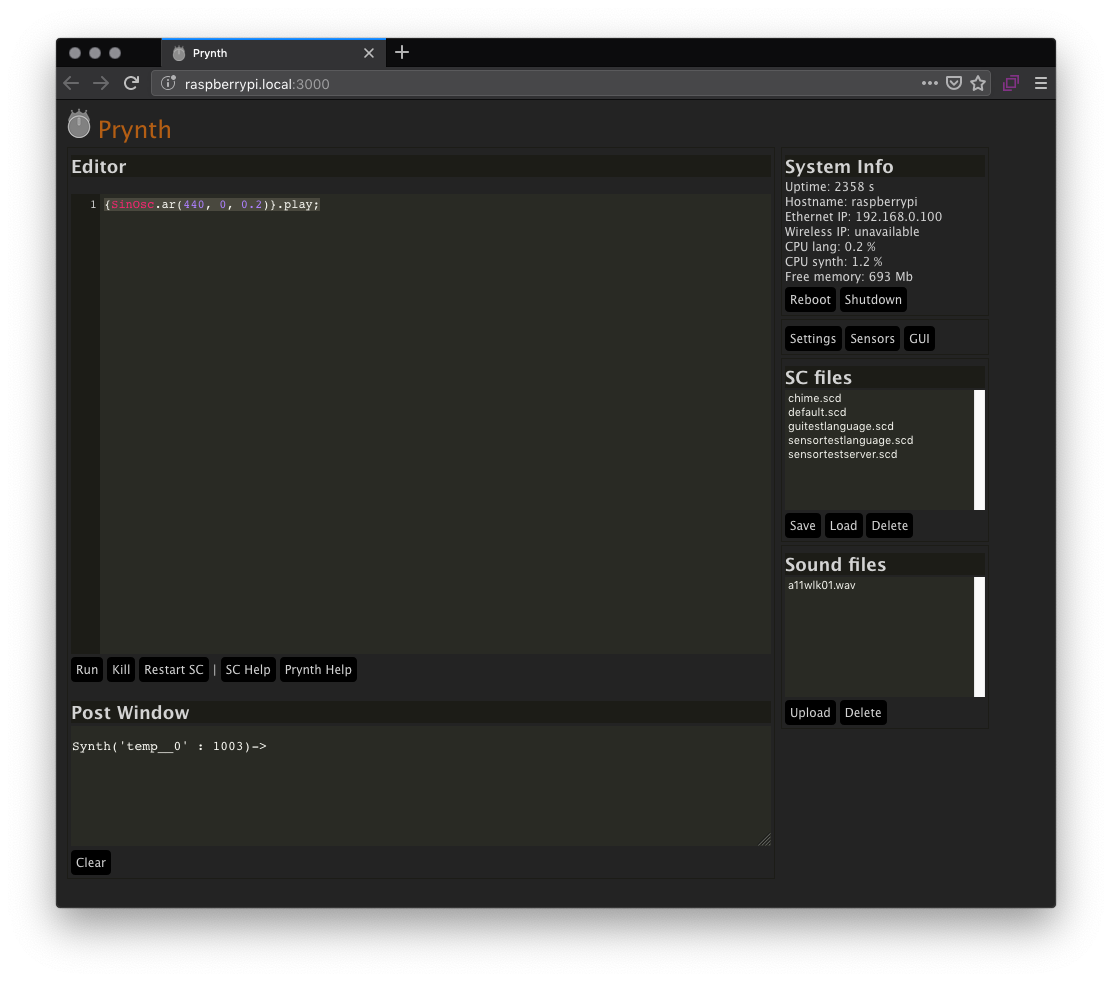 Prynth
raspberrypi.local:3000
Prynth
Editor
1 {SinOsc.ar(440, 0, 0.2)}.play;
Run Kill Restart SC | SC Help Prynth Help
Post Window
Synth('temp__0' : 1003)->
Clear
System Info
Uptime: 2358 s
Hostname: raspberrypi
Ethernet IP: 192.168.0.100
Wireless IP: unavailable
CPU lang: 0.2 %
CPU synth: 1.2 %
Free memory: 693 Mb
Reboot Shutdown
Settings Sensors GUI
SC files
chime.scd
default.scd
guitestlanguage.scd
sensortestlanguage.scd
sensortestserver.scd
Save Load Delete
Sound files
a11wlk01.wav
Upload Delete